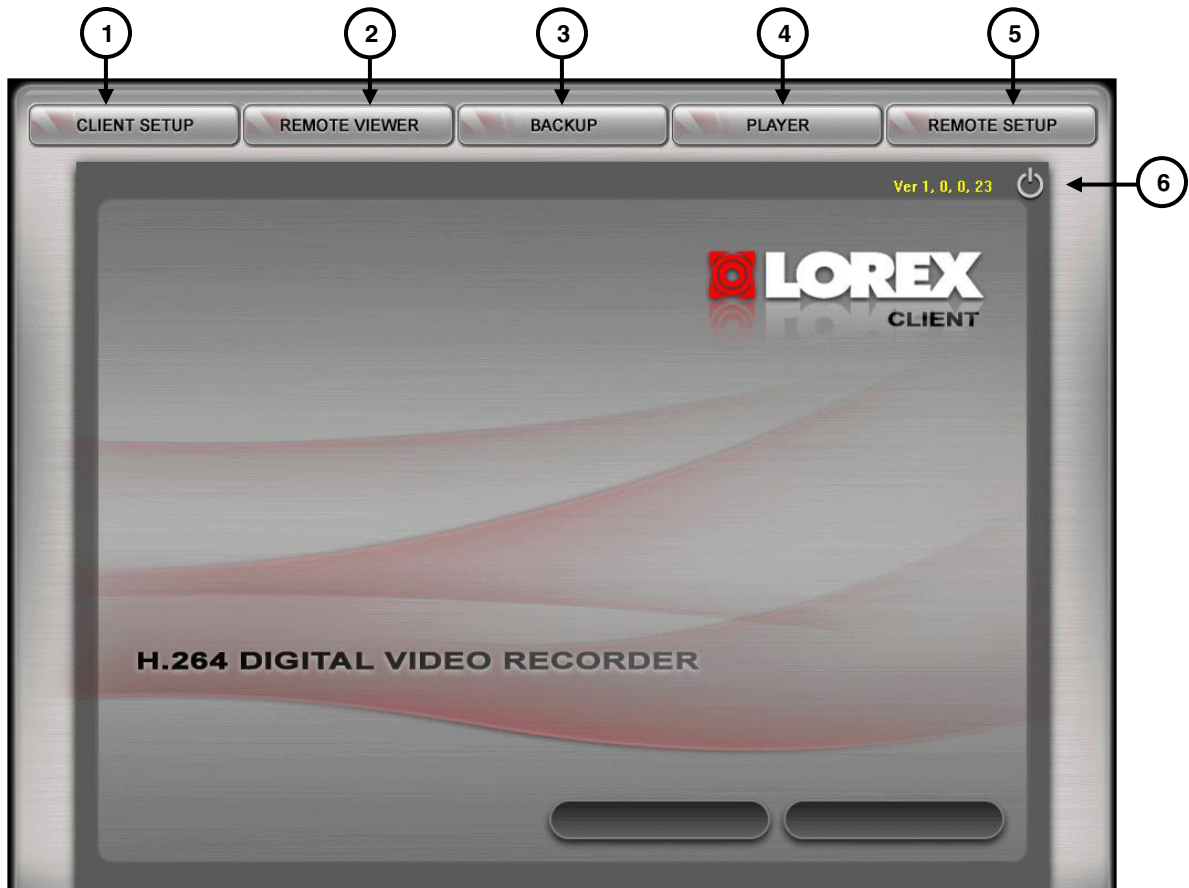 1 2 3 4 5
CLIENT SETUP REMOTE VIEWER BACKUP PLAYER REMOTE SETUP
Ver 1, 0, 0, 23 6
LOREX
CLIENT
H.264 DIGITAL VIDEO RECORDER